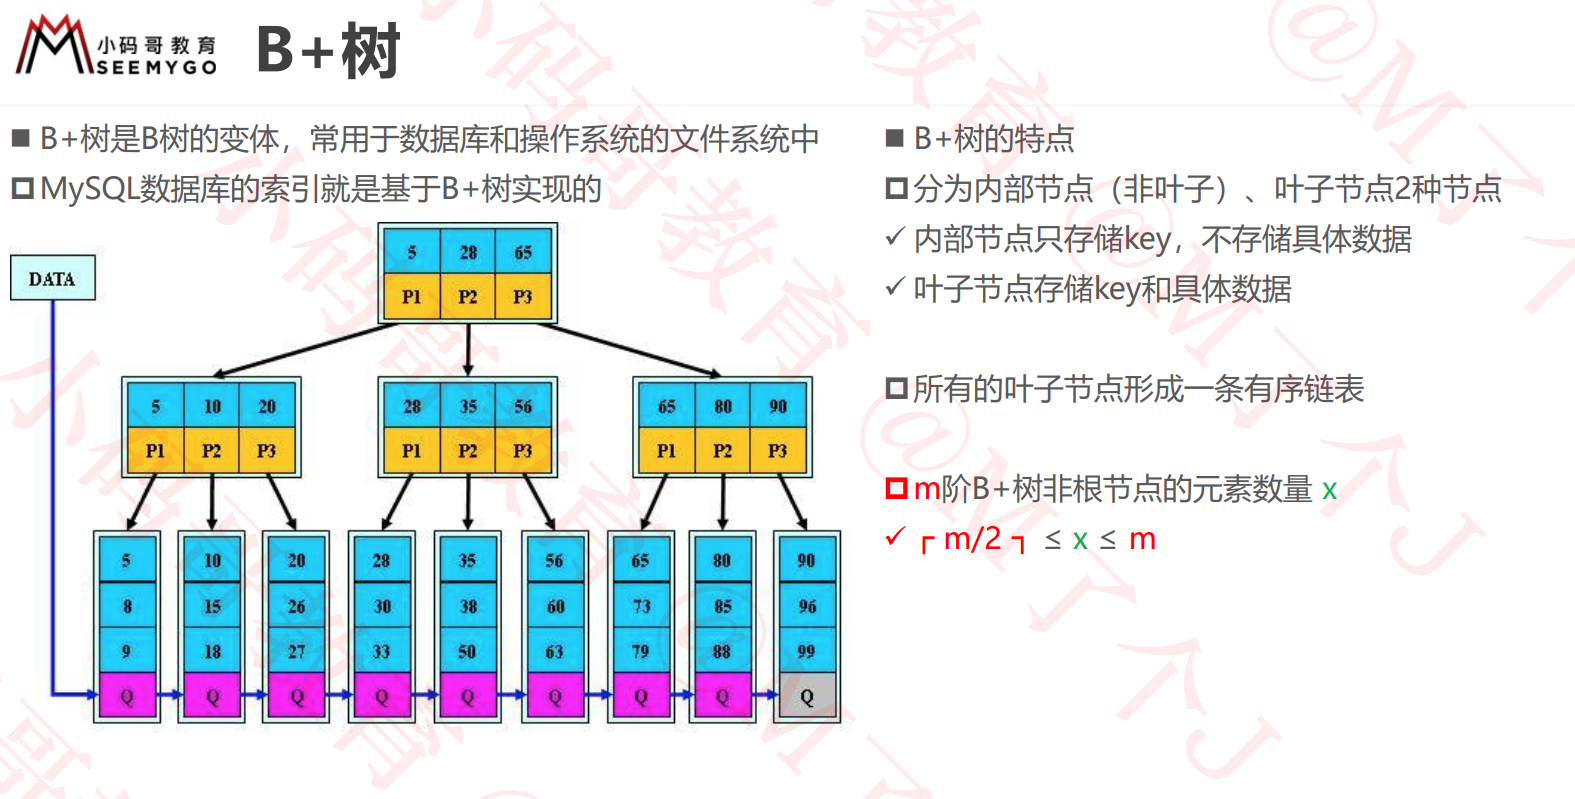 小码哥教育
SEEMYGO
B+树
B+树是B树的变体，常用于数据库和操作系统的文件系统中
MySQL数据库的索引就是基于B+树实现的
DATA
5 28 65
P1 P2 P3
5 10 20
P1 P2 P3
28 35 56
P1 P2 P3
65 80 90
P1 P2 P3
5 10 20 28 35 56 65 80 90
8 15 26 30 38 60 73 85 96
9 18 27 33 50 63 79 88 99
Q Q Q Q Q Q Q Q Q
B+树的特点
分为内部节点（非叶子）、叶子节点2种节点
✓ 内部节点只存储key，不存储具体数据
✓ 叶子节点存储key和具体数据
所有的叶子节点形成一条有序链表
m阶B+树非根节点的元素数量 x
✓ ┌ m/2 ┐ ≤ x ≤ m
小码哥教育 @M了个J